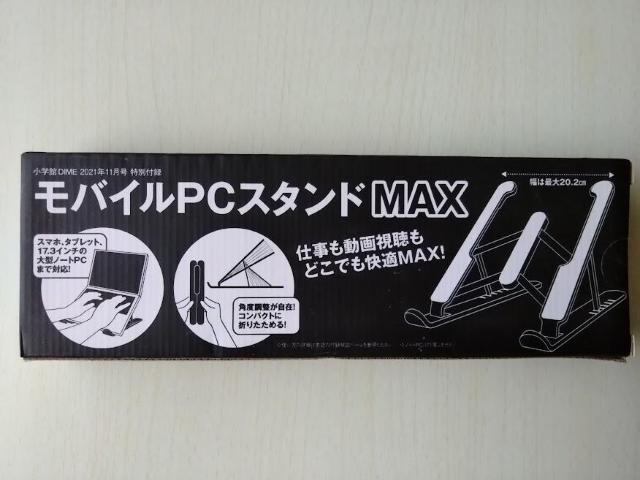 小学館DIME 2021年11月号 特別付録
モバイルPCスタンドMAX
幅は最大20.2cm
スマホ、タブレット、
17.3インチの
大型ノートPC
まで対応!
角度調整が自在!
コンパクトに
折りたためる!
仕事も動画視聴も
どこでも快適MAX!